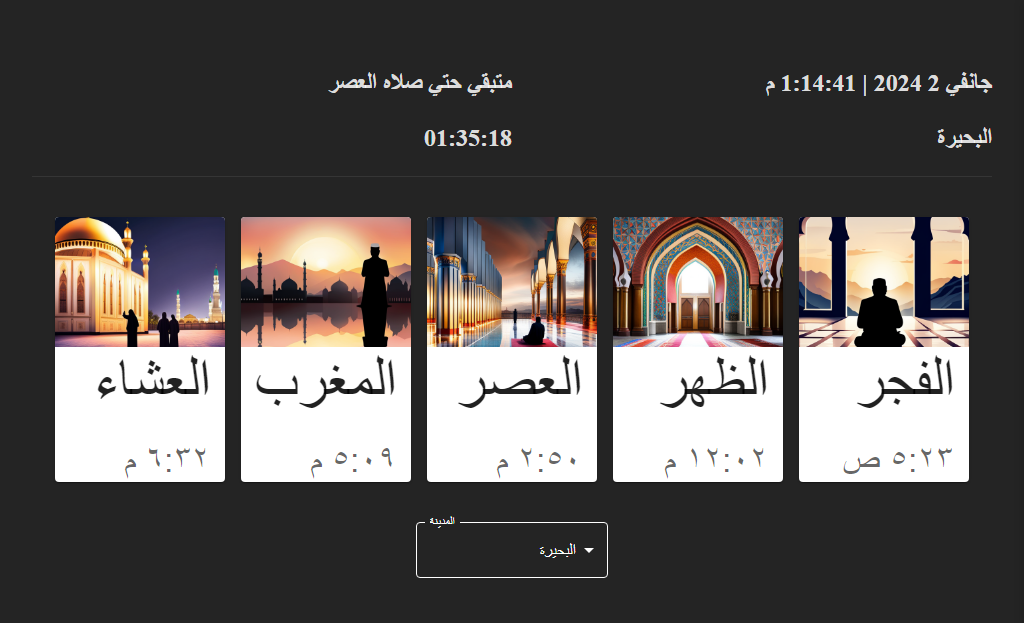 جانفي 2 2024 | 1:14:41 م
البحيرة
متبقي حتي صلاه العصر
01:35:18
الفجر
٥:٢٣ ص
الظهر
١٢:٠٢ م
العصر
٢:٥٠ م
المغرب
٥:٠٩ م
العشاء
٦:٣٢ م
المدينة
البحيرة